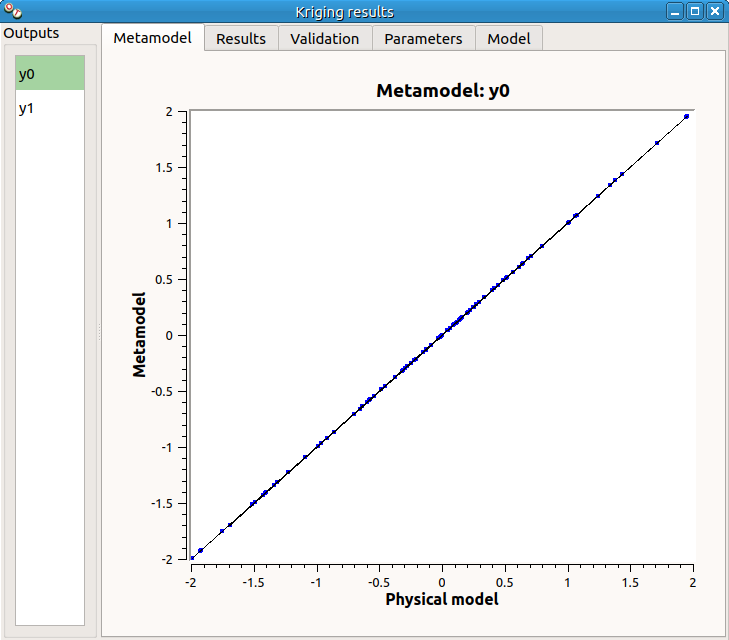 Kriging results
Outputs
Metamodel Results Validation Parameters Model
y0
y1
Metamodel: y0
2
1.5
1
0.5
0
-0.5
-1
-1.5
-2
Metamodel
-2 -1.5 -1 -0.5 0 0.5 1 1.5 2
Physical model